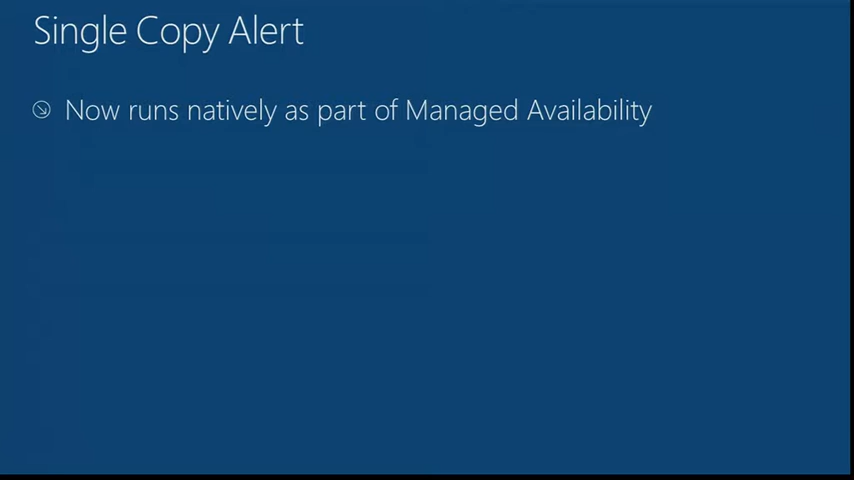 Single Copy Alert
Now runs natively as part of Managed Availability